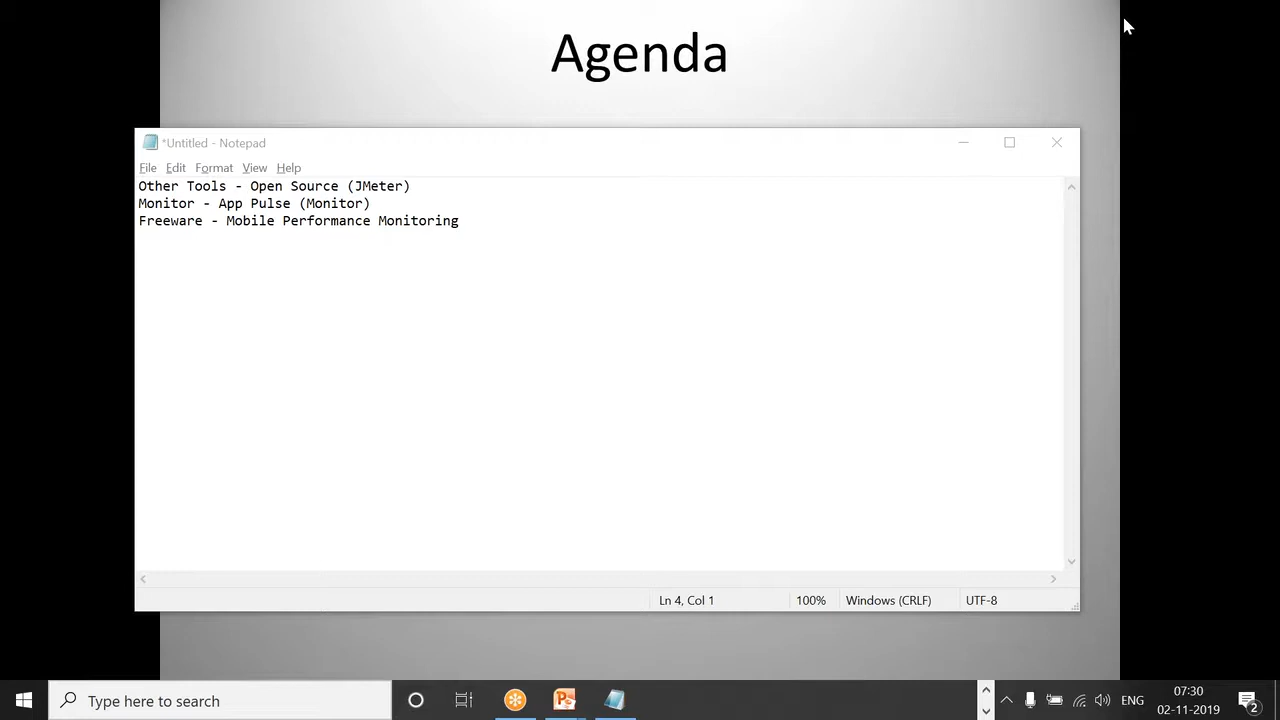 Agenda
*Untitled - Notepad
File Edit Format View Help
Other Tools - Open Source (JMeter)
Monitor - App Pulse (Monitor)
Freeware - Mobile Performance Monitoring
Ln 4, Col 1 100% Windows (CRLF) UTF-8
Type here to search
ENG
07:30
02-11-2019
2